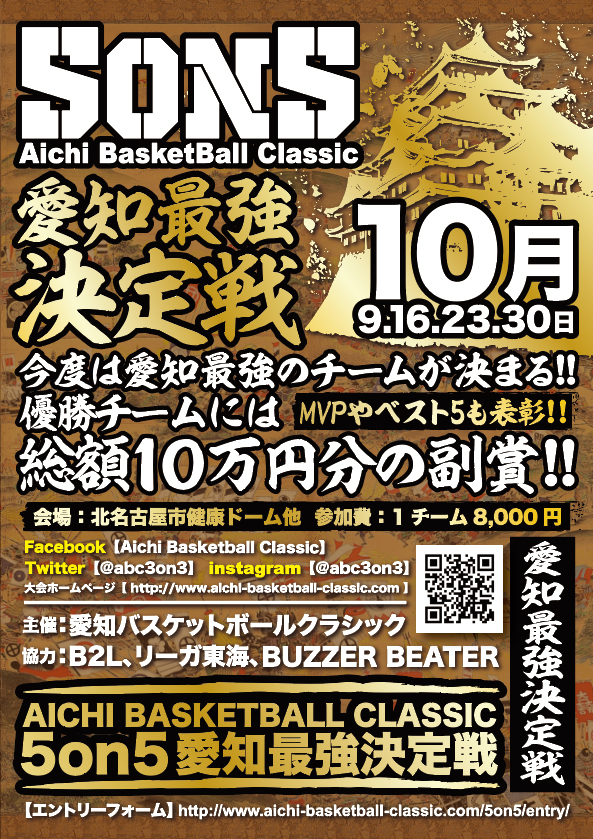 5ON5
Aichi BasketBall Classic
愛知最強
決定戦
10月
9.16.23.30日
今度は愛知最強のチームが決まる!!
優勝チームには MVPやベスト5も表彰!!
総額10万円分の副賞!!
会場：北名古屋市健康ドーム他 参加費：1チーム8,000円
Facebook【Aichi Basketball Classic】
Twitter【@abc3on3】 instagram【@abc3on3】
大会ホームページ【 http://www.aichi-basketball-classic.com 】
主催：愛知バスケットボールクラシック
協力：B2L、リーガ東海、BUZZER BEATER
愛知最強決定戦
AICHI BASKETBALL CLASSIC
5on5 愛知最強決定戦
【エントリーフォーム】http://www.aichi-basketball-classic.com/5on5/entry/